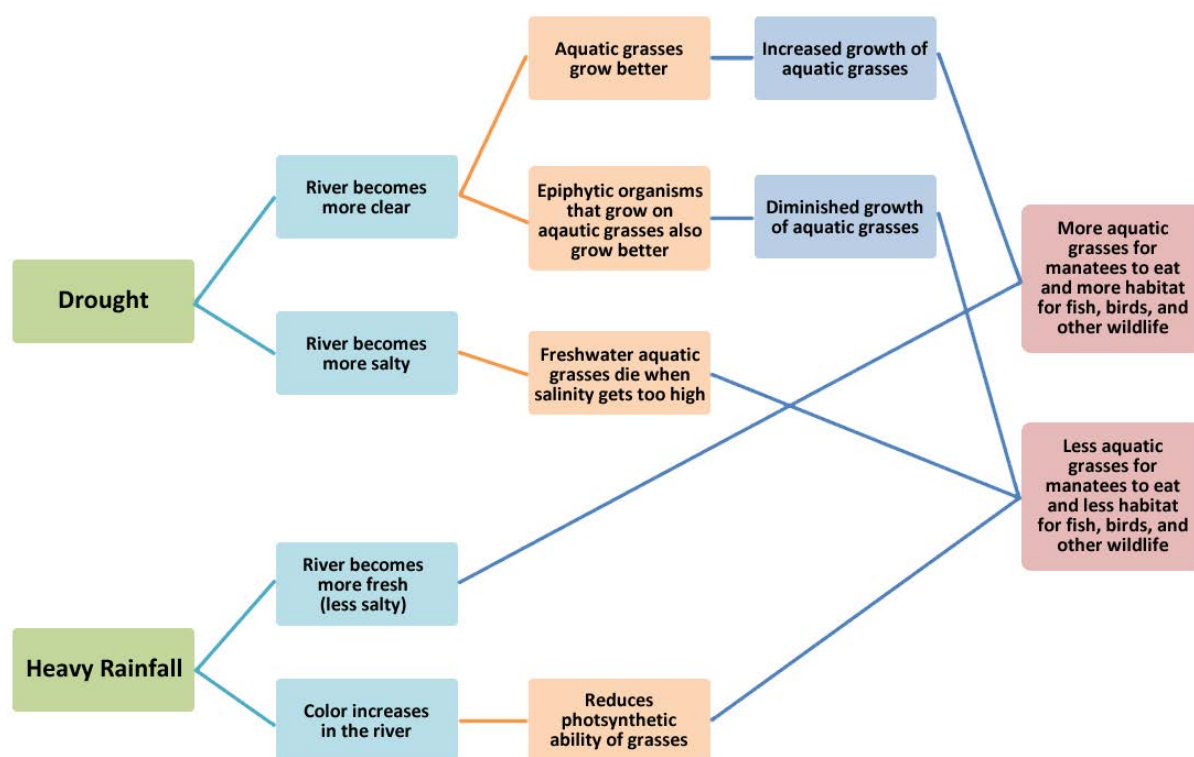 Aquatic grasses
grow better
Increased growth of
aquatic grasses
River becomes
more clear
Epiphytic organisms
that grow on
aqautic grasses also
grow better
Diminished growth
of aquatic grasses
More aquatic
grasses for
manatees to eat
and more habitat
for fish, birds, and
other wildlife
Drought
River becomes
more salty
Freshwater aquatic
grasses die when
salinity gets too high
Less aquatic
grasses for
manatees to eat
and less habitat
for fish, birds, and
other wildlife
River becomes
more fresh
(less salty)
Heavy Rainfall
Color increases
in the river
Reduces
photsynthetic
ability of grasses